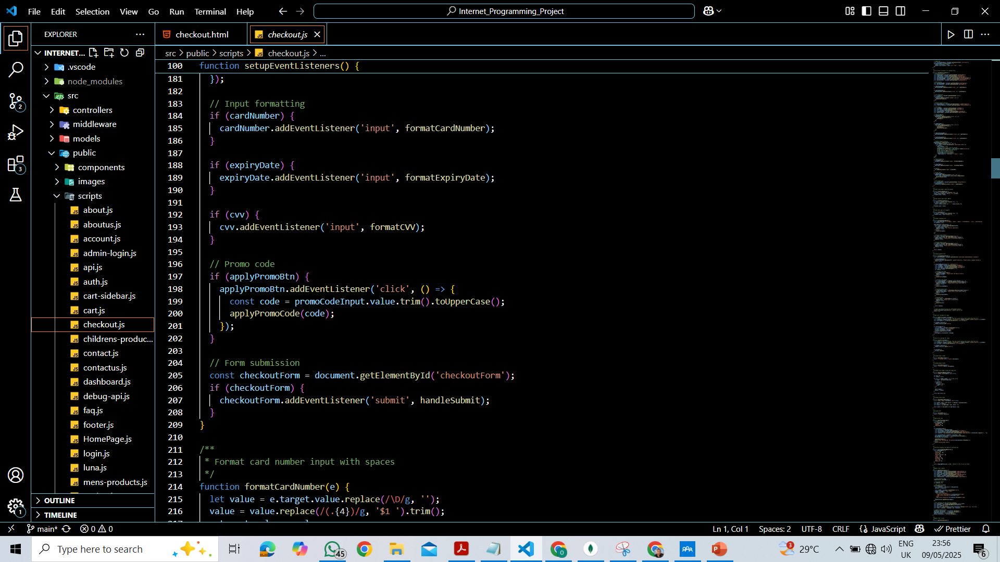 File Edit Selection View Go Run Terminal Help
Internet_Programming_Project
EXPLORER
checkout.html
checkout.js
INTERNET...
src > public > scripts > checkout.js > ...
.vscode
node_modules
src
controllers
middleware
models
public
components
images
scripts
about.js
aboutus.js
account.js
admin-login.js
api.js
auth.js
cart-sidebar.js
cart.js
checkout.js
childrens-produc...
contact.js
contactus.js
dashboard.js
debug-api.js
faq.js
footer.js
HomePage.js
login.js
luna.js
mens-products.js
OUTLINE
TIMELINE
2
3
1
100 function setupEventListeners() {
181 });
182
183 // Input formatting
184 if (cardNumber) {
185 cardNumber.addEventListener('input', formatCardNumber);
186 }
187
188 if (expiryDate) {
189 expiryDate.addEventListener('input', formatExpiryDate);
190 }
191
192 if (cvv) {
193 cvv.addEventListener('input', formatCVV);
194 }
195
196 // Promo code
197 if (applyPromoBtn) {
198 applyPromoBtn.addEventListener('click', () => {
199 const code = promoCodeInput.value.trim().toUpperCase();
200 applyPromoCode(code);
201 });
202 }
203
204 // Form submission
205 const checkoutForm = document.getElementById('checkoutForm');
206 if (checkoutForm) {
207 checkoutForm.addEventListener('submit', handleSubmit);
208 }
209 }
210
211 /**
212 * Format card number input with spaces
213 */
214 function formatCardNumber(e) {
215 let value = e.target.value.replace(/\D/g, '');
216 value = value.replace(/(.{4})/g, '$1 ').trim();
main* 0 0
Ln 1, Col 1 Spaces: 2 UTF-8 CRLF {} JavaScript Prettier
Type here to search
45
3
29°C
ENG
UK
23:56
09/05/2025
6